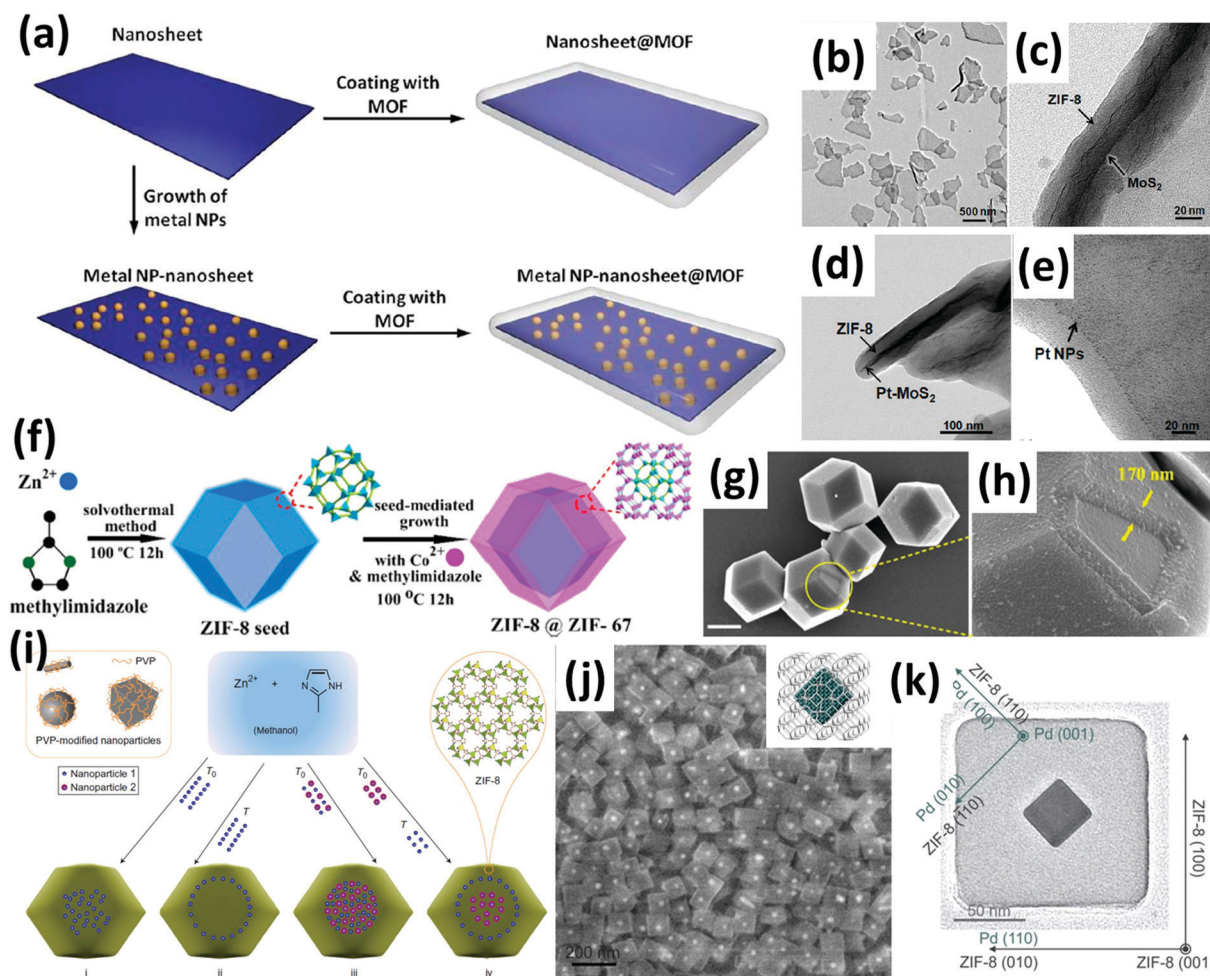 (a)
Nanosheet
Nanosheet@MOF
Coating with
MOF
Growth of
metal NPs
Metal NP-nanosheet
Metal NP-nanosheet@MOF
Coating with
MOF
(b)
500 nm
(c)
ZIF-8
MoS2
20 nm
(d)
ZIF-8
Pt-MoS2
100 nm
(e)
Pt NPs
20 nm
(f)
Zn2+
methylimidazole
solvothermal
method
100 ºC 12h
ZIF-8 seed
seed-mediated
growth
with Co2+
& methylimidazole
100 °C 12h
ZIF-8 @ ZIF- 67
(g)
(h)
170 nm
(i)
PVP
PVP-modified nanoparticles
Nanoparticle 1
Nanoparticle 2
Zn2+ +
N
NH
(Methanol)
ZIF-8
T0
T
T0
T0
T
i
ii
iii
iv
(j)
200 nm
(k)
ZIF-8 (110)
Pd (100)
Pd (001)
Pd (010)
ZIF-8 (1̄10)
ZIF-8 (100)
50 nm
Pd (110)
ZIF-8 (010)
ZIF-8 (001)